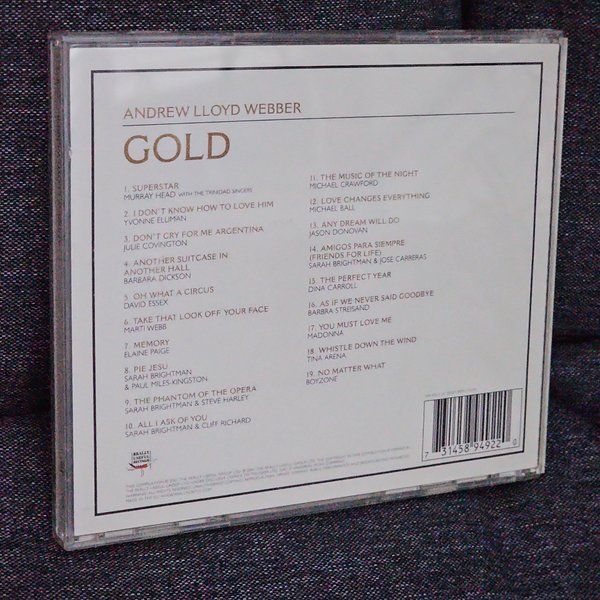 ANDREW LLOYD WEBBER
GOLD
1. SUPERSTAR
MURRAY HEAD WITH THE TRINIDAD SINGERS
2. I DON'T KNOW HOW TO LOVE HIM
YVONNE ELLIMAN
3. DON'T CRY FOR ME ARGENTINA
JULIE COVINGTON
4. ANOTHER SUITCASE IN
ANOTHER HALL
BARBARA DICKSON
5. OH WHAT A CIRCUS
DAVID ESSEX
6. TAKE THAT LOOK OFF YOUR FACE
MARTI WEBB
7. MEMORY
ELAINE PAIGE
8. PIE JESU
SARAH BRIGHTMAN
& PAUL MILES-KINGSTON
9. THE PHANTOM OF THE OPERA
SARAH BRIGHTMAN & STEVE HARLEY
10. ALL I ASK OF YOU
SARAH BRIGHTMAN & CLIFF RICHARD
11. THE MUSIC OF THE NIGHT
MICHAEL CRAWFORD
12. LOVE CHANGES EVERYTHING
MICHAEL BALL
13. ANY DREAM WILL DO
JASON DONOVAN
14. AMIGOS PARA SIEMPRE
(FRIENDS FOR LIFE)
SARAH BRIGHTMAN & JOSE CARRERAS
15. THE PERFECT YEAR
DINA CARROLL
16. AS IF WE NEVER SAID GOODBYE
BARBRA STREISAND
17. YOU MUST LOVE ME
MADONNA
18. WHISTLE DOWN THE WIND
TINA ARENA
19. NO MATTER WHAT
BOYZONE
7 31458 94922 0
REALLY
USEFUL
RECORDS